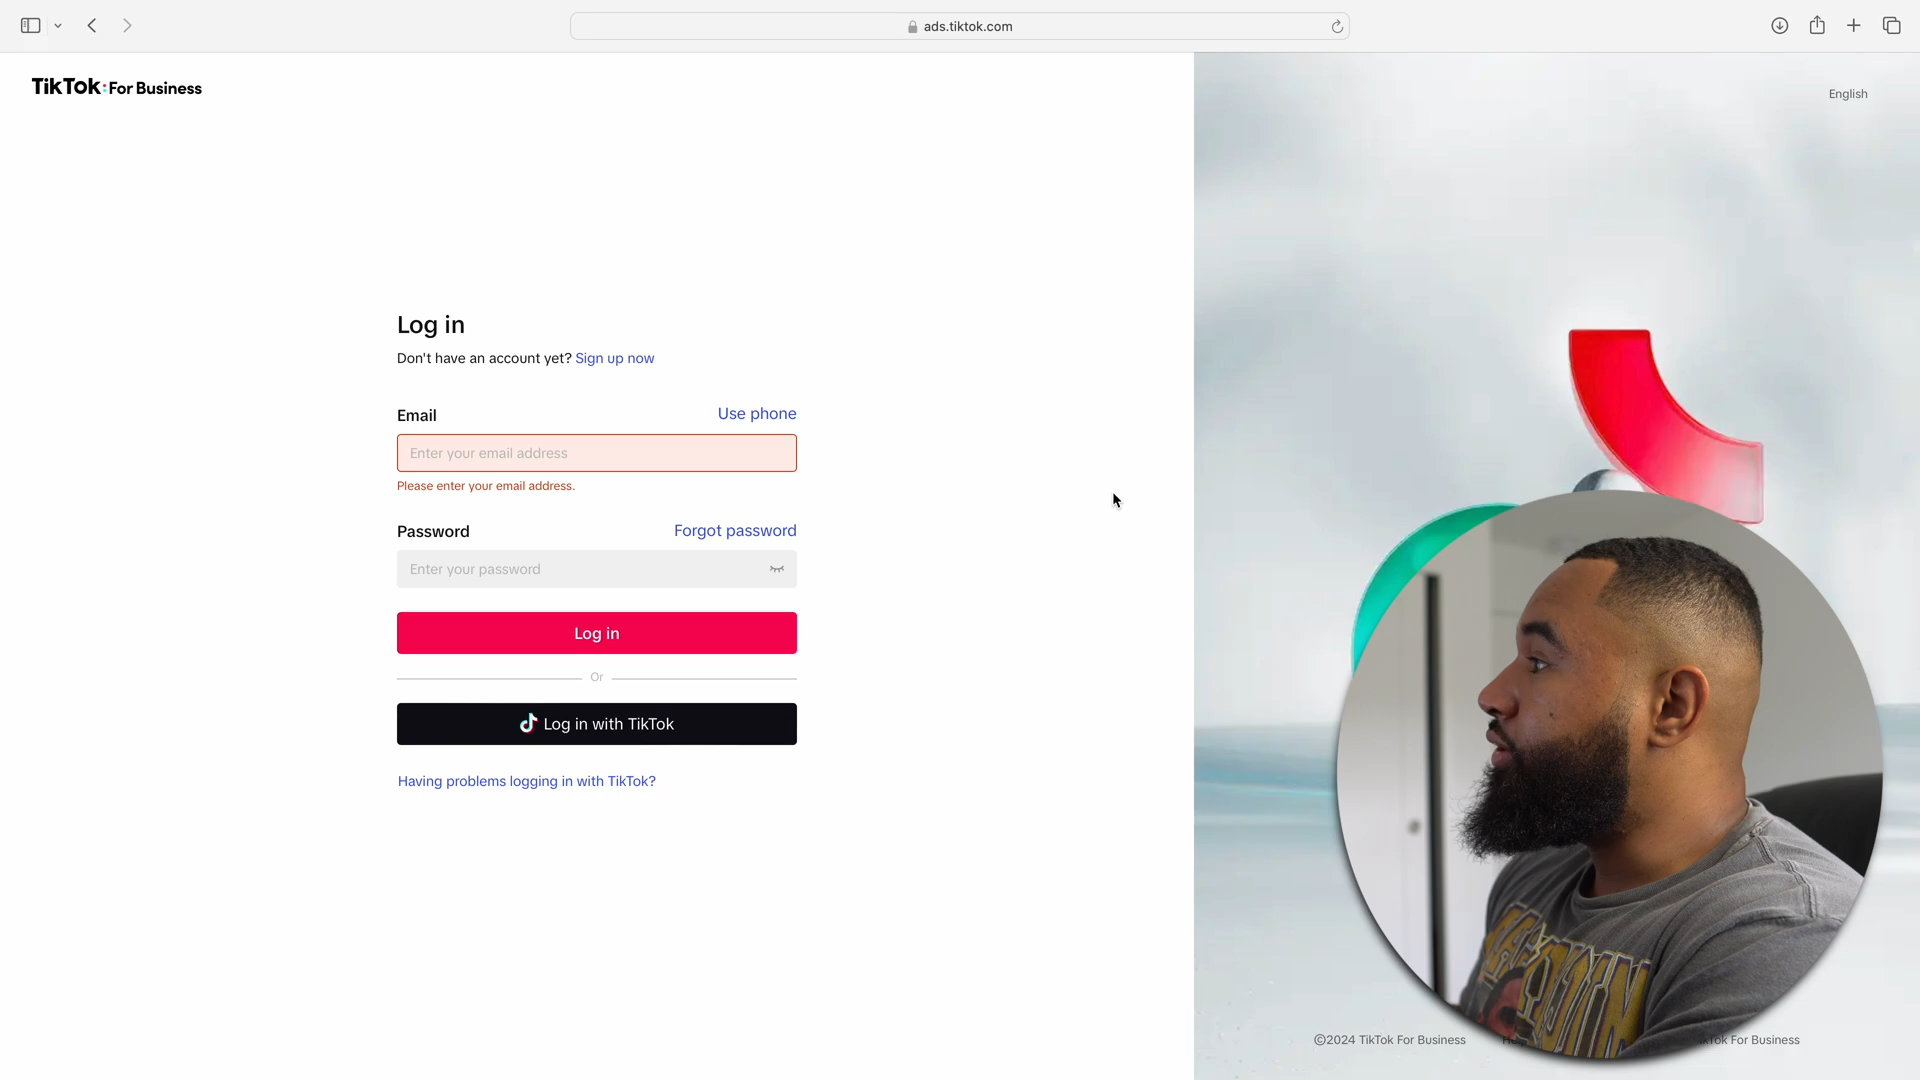 ads.tiktok.com
TikTok: For Business
English
Log in
Don't have an account yet? Sign up now
Email
Use phone
Enter your email address
Please enter your email address.
Password
Forgot password
Enter your password
Log in
Or
Log in with TikTok
Having problems logging in with TikTok?
©2024 TikTok For Business
For Business